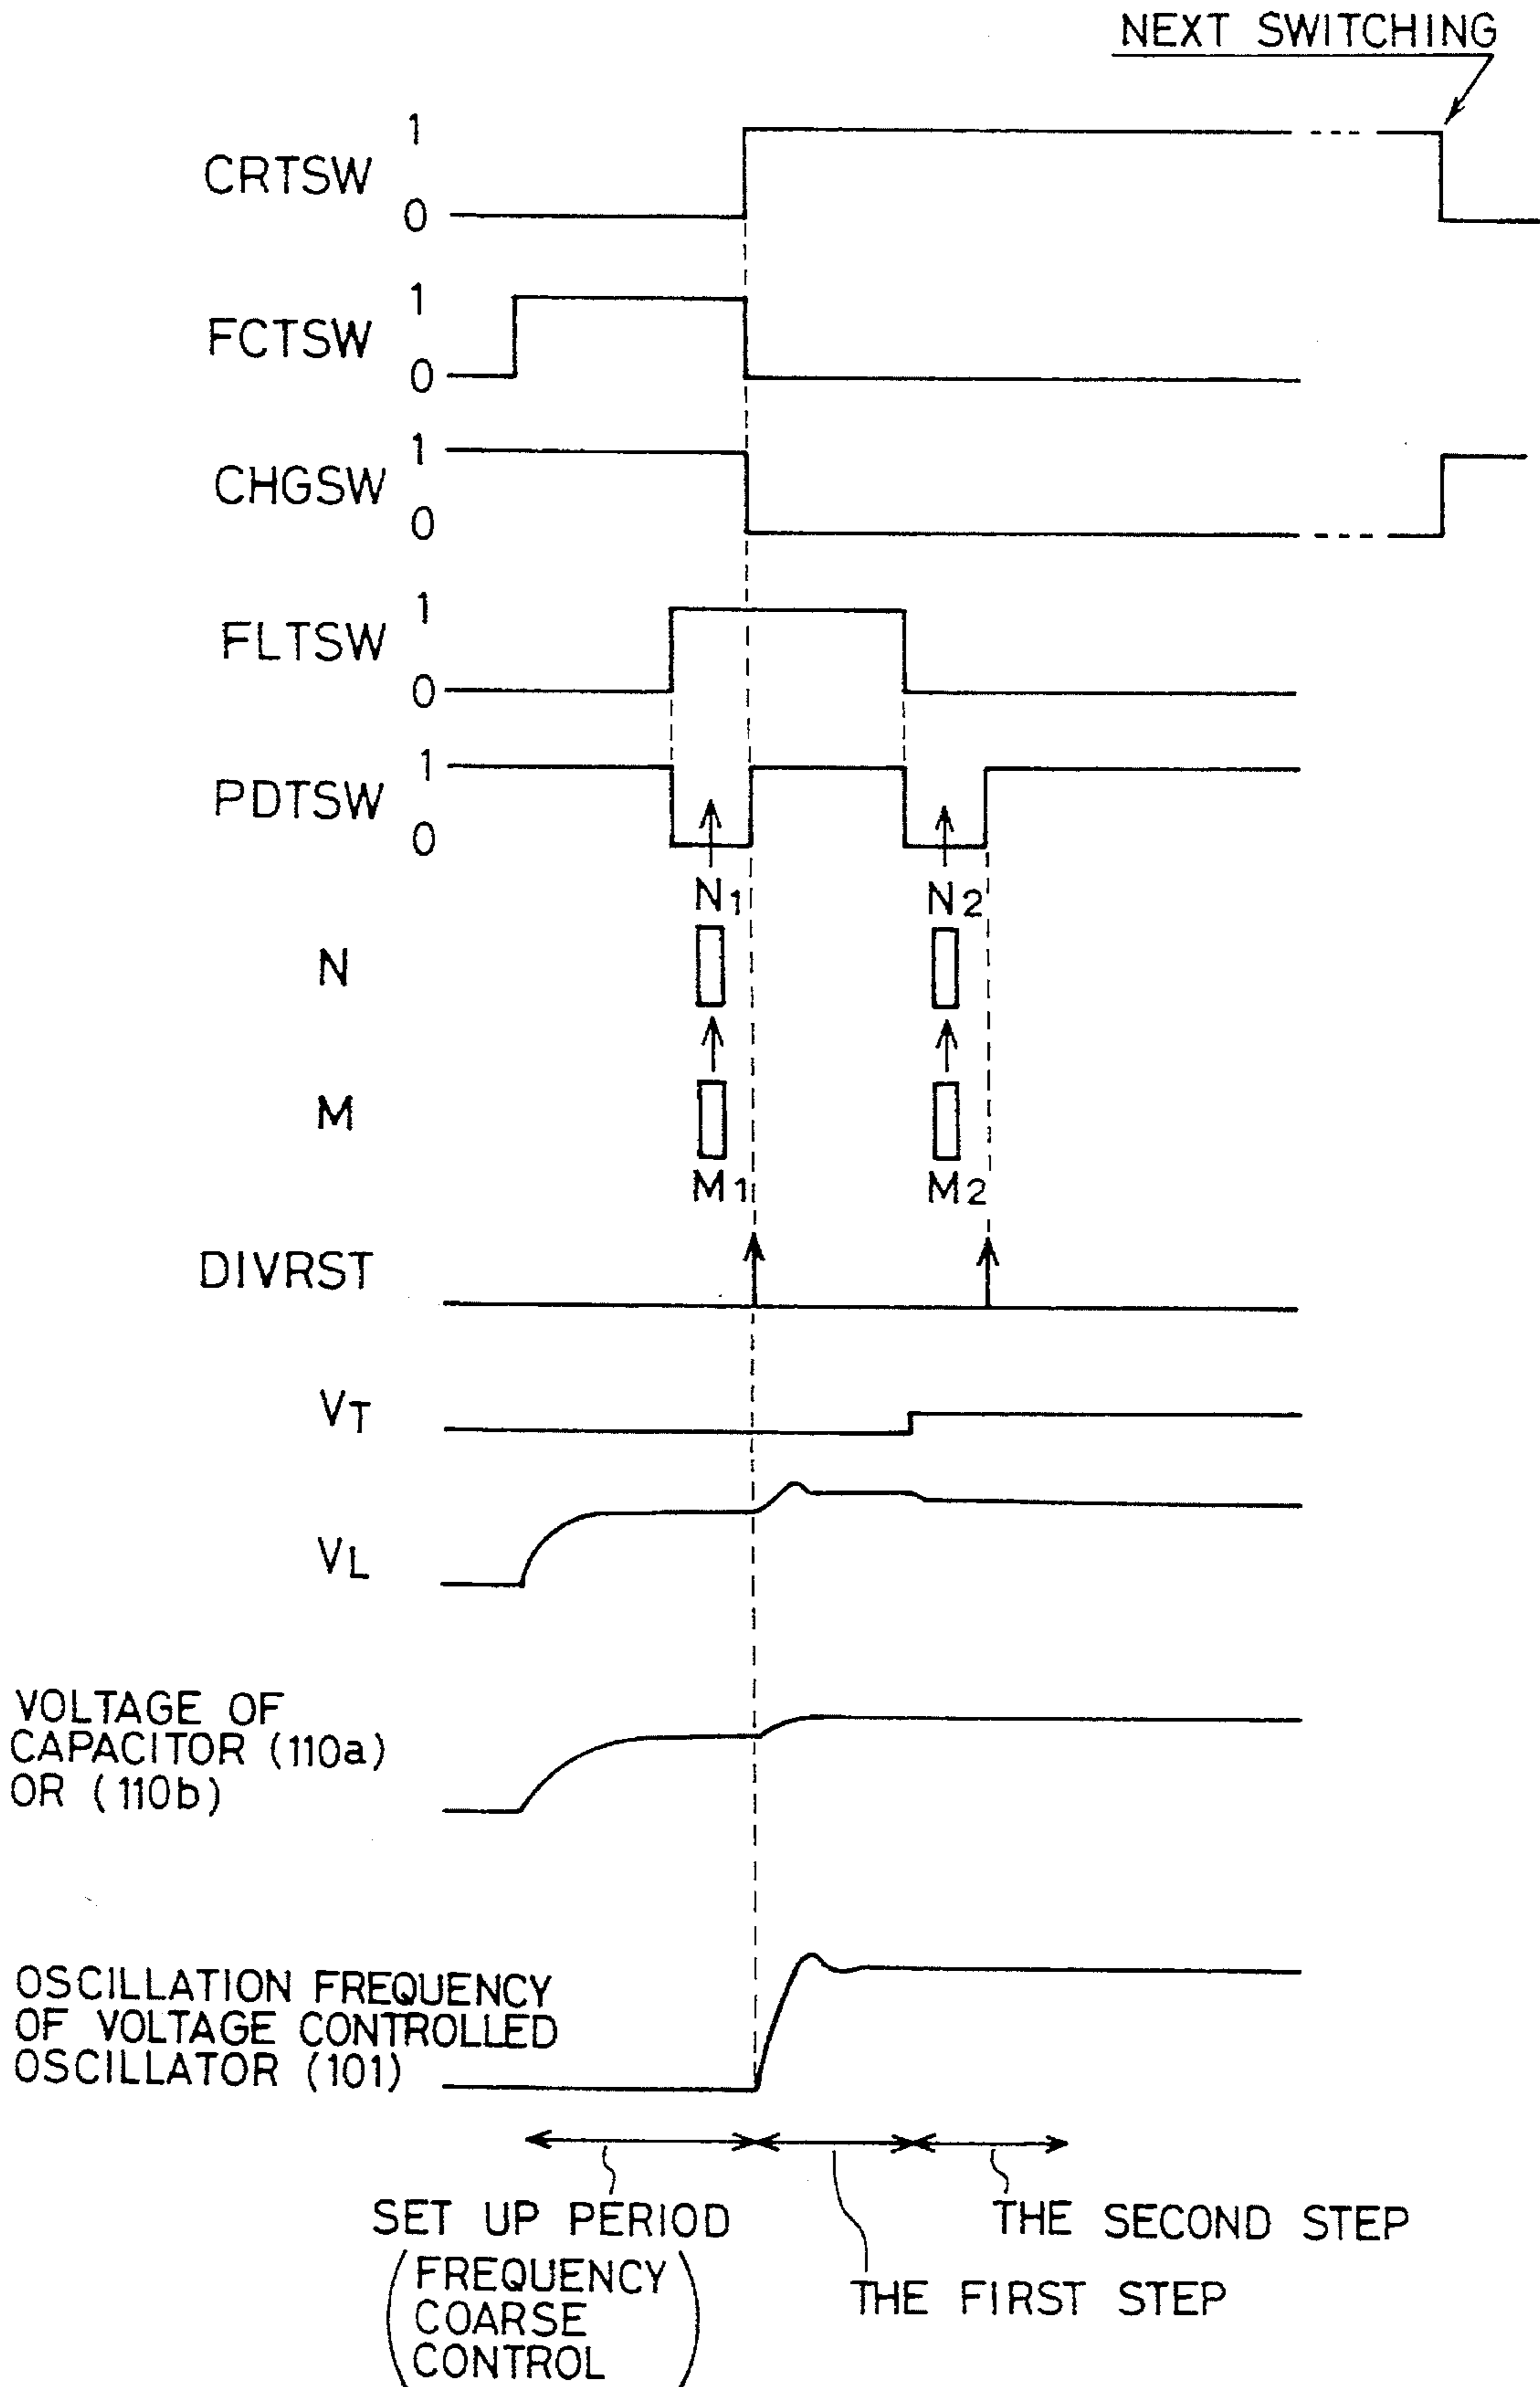 NEXT SWITCHING
1
CRTSW
0
1
FCTSW
0
1
CHGSW
0
1
FLTSW
0
1
PDTSW
0
N1 N2
N
M
M1 M2
DIVRST
VT
VL
VOLTAGE OF
CAPACITOR (110a)
OR (110b)
OSCILLATION FREQUENCY
OF VOLTAGE CONTROLLED
OSCILLATOR (101)
SET UP PERIOD
(FREQUENCY
COARSE
CONTROL)
THE FIRST STEP
THE SECOND STEP